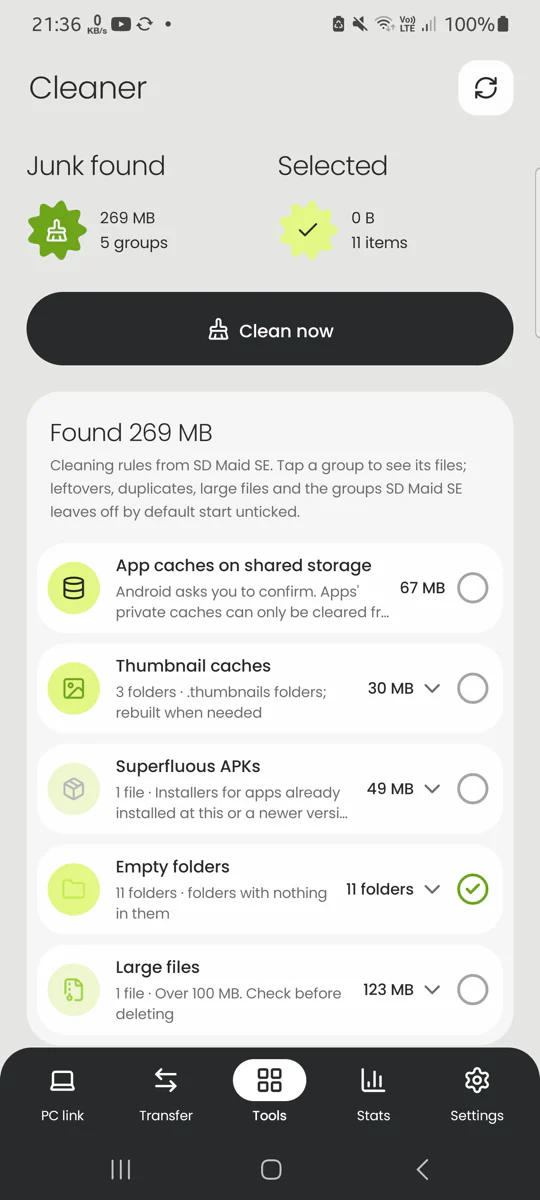 21:36 0 KB/s Vo)) LTE 100%
Cleaner
Junk found
Selected
269 MB
5 groups
0 B
11 items
Clean now
Found 269 MB
Cleaning rules from SD Maid SE. Tap a group to see its files;
leftovers, duplicates, large files and the groups SD Maid SE
leaves off by default start unticked.
App caches on shared storage
Android asks you to confirm. Apps'
private caches can only be cleared fr...
67 MB
Thumbnail caches
3 folders · .thumbnails folders;
rebuilt when needed
30 MB
Superfluous APKs
1 file · Installers for apps already
installed at this or a newer versi...
49 MB
Empty folders
11 folders · folders with nothing
in them
11 folders
Large files
1 file · Over 100 MB. Check before
deleting
123 MB
PC link
Transfer
Tools
Stats
Settings